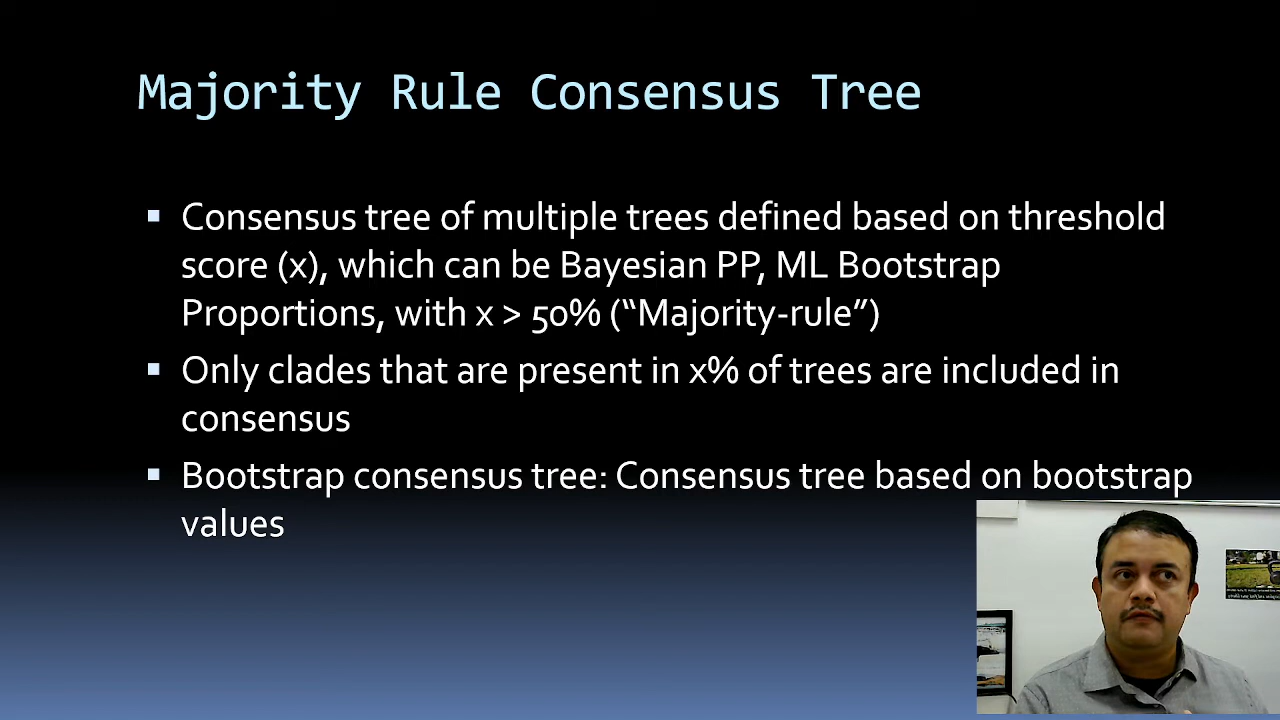 Majority Rule Consensus Tree
▪ Consensus tree of multiple trees defined based on threshold
score (x), which can be Bayesian PP, ML Bootstrap
Proportions, with x > 50% (“Majority-rule”)
▪ Only clades that are present in x% of trees are included in
consensus
▪ Bootstrap consensus tree: Consensus tree based on bootstrap
values